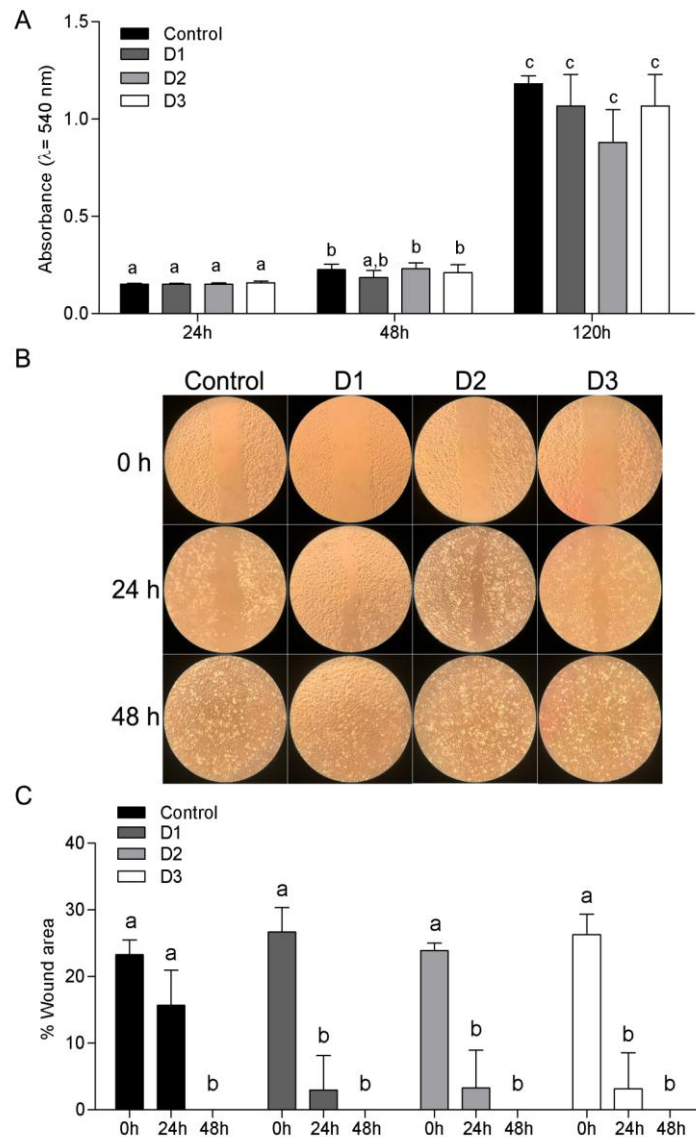 A
Control
D1
D2
D3
Absorbance (λ= 540 nm)
1.5
1.0
0.5
0.0
a a a a
b a,b b b
c c c c
24h 48h 120h
B
Control D1 D2 D3
0 h
24 h
48 h
C
Control
D1
D2
D3
% Wound area
40
30
20
10
0
a a b
a b b
a b b
a b b
0h 24h 48h 0h 24h 48h 0h 24h 48h 0h 24h 48h